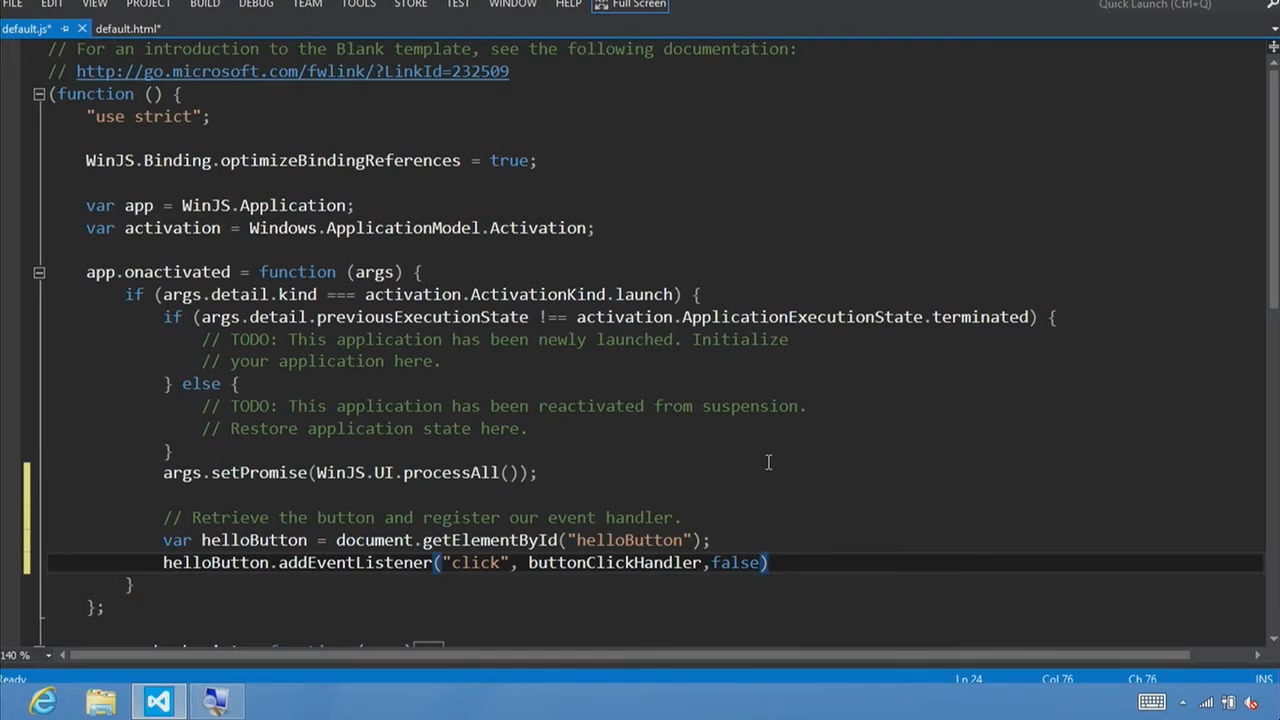 FILE EDIT VIEW PROJECT BUILD DEBUG TEAM TOOLS STORE TEST WINDOW HELP Full Screen Quick Launch (Ctrl+Q)
default.js* default.html*
// For an introduction to the Blank template, see the following documentation:
// http://go.microsoft.com/fwlink/?LinkId=232509
(function () {
"use strict";
WinJS.Binding.optimizeBindingReferences = true;
var app = WinJS.Application;
var activation = Windows.ApplicationModel.Activation;
app.onactivated = function (args) {
if (args.detail.kind === activation.ActivationKind.launch) {
if (args.detail.previousExecutionState !== activation.ApplicationExecutionState.terminated) {
// TODO: This application has been newly launched. Initialize
// your application here.
} else {
// TODO: This application has been reactivated from suspension.
// Restore application state here.
}
args.setPromise(WinJS.UI.processAll());
// Retrieve the button and register our event handler.
var helloButton = document.getElementById("helloButton");
helloButton.addEventListener("click", buttonClickHandler,false)
}
};
140 %
Ready Ln 24 Col 76 Ch 76 INS